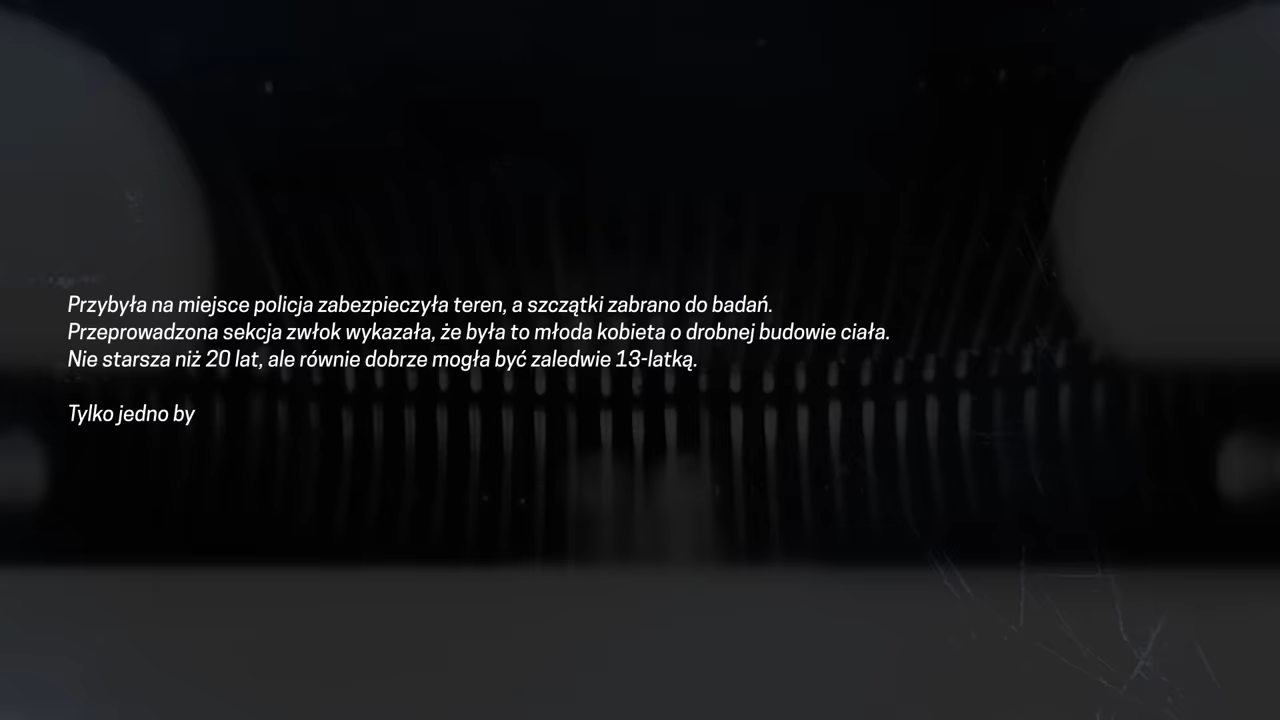 Przybyła na miejsce policja zabezpieczyła teren, a szczątki zabrano do badań.
Przeprowadzona sekcja zwłok wykazała, że była to młoda kobieta o drobnej budowie ciała.
Nie starsza niż 20 lat, ale równie dobrze mogła być zaledwie 13-latką.
Tylko jedno by